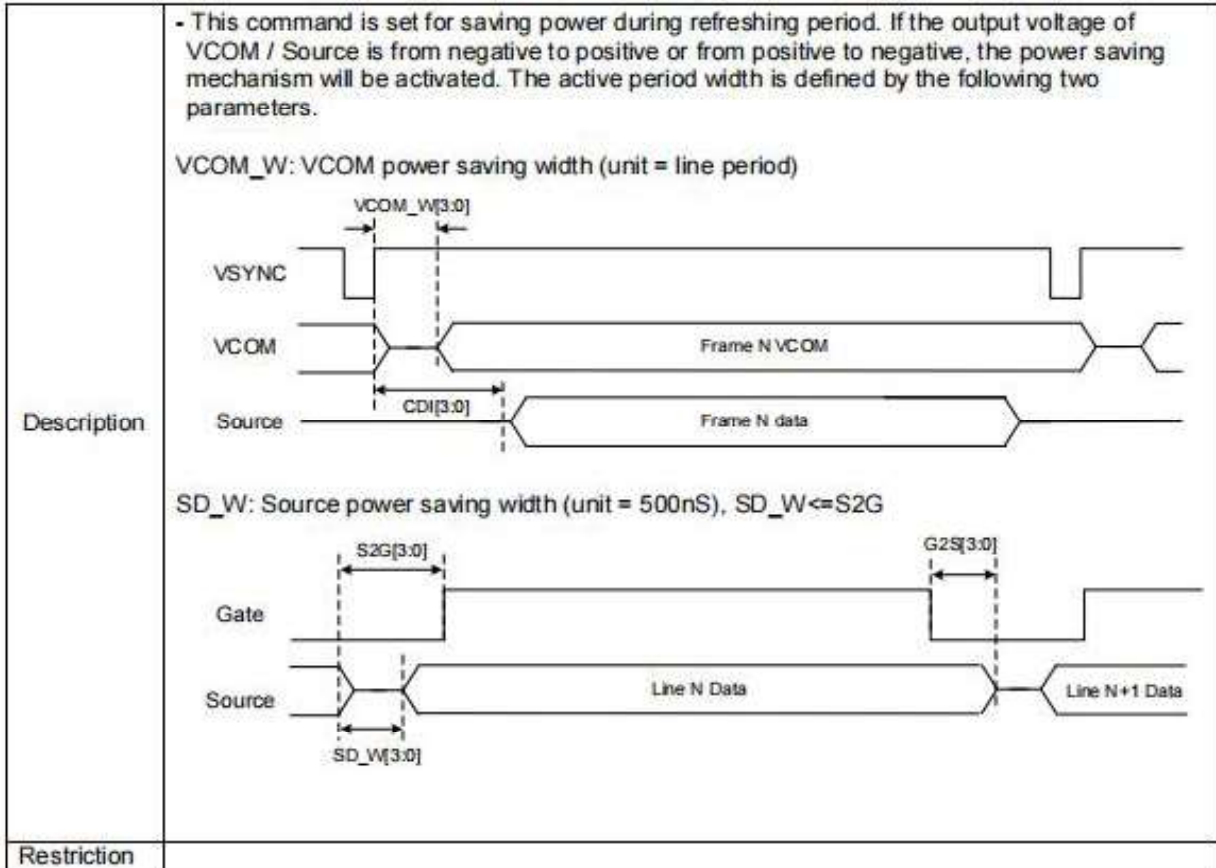 - This command is set for saving power during refreshing period. If the output voltage of
VCOM / Source is from negative to positive or from positive to negative, the power saving
mechanism will be activated. The active period width is defined by the following two
parameters.
VCOM_W: VCOM power saving width (unit = line period)
VCOM_W[3:0]
VSYNC
VCOM
Frame N VCOM
CDI[3:0]
Description
Source
Frame N data
SD_W: Source power saving width (unit = 500nS), SD_W<=S2G
S2G[3:0]
G2S[3:0]
Gate
Source
Line N Data
Line N+1 Data
SD_W[3:0]
Restriction